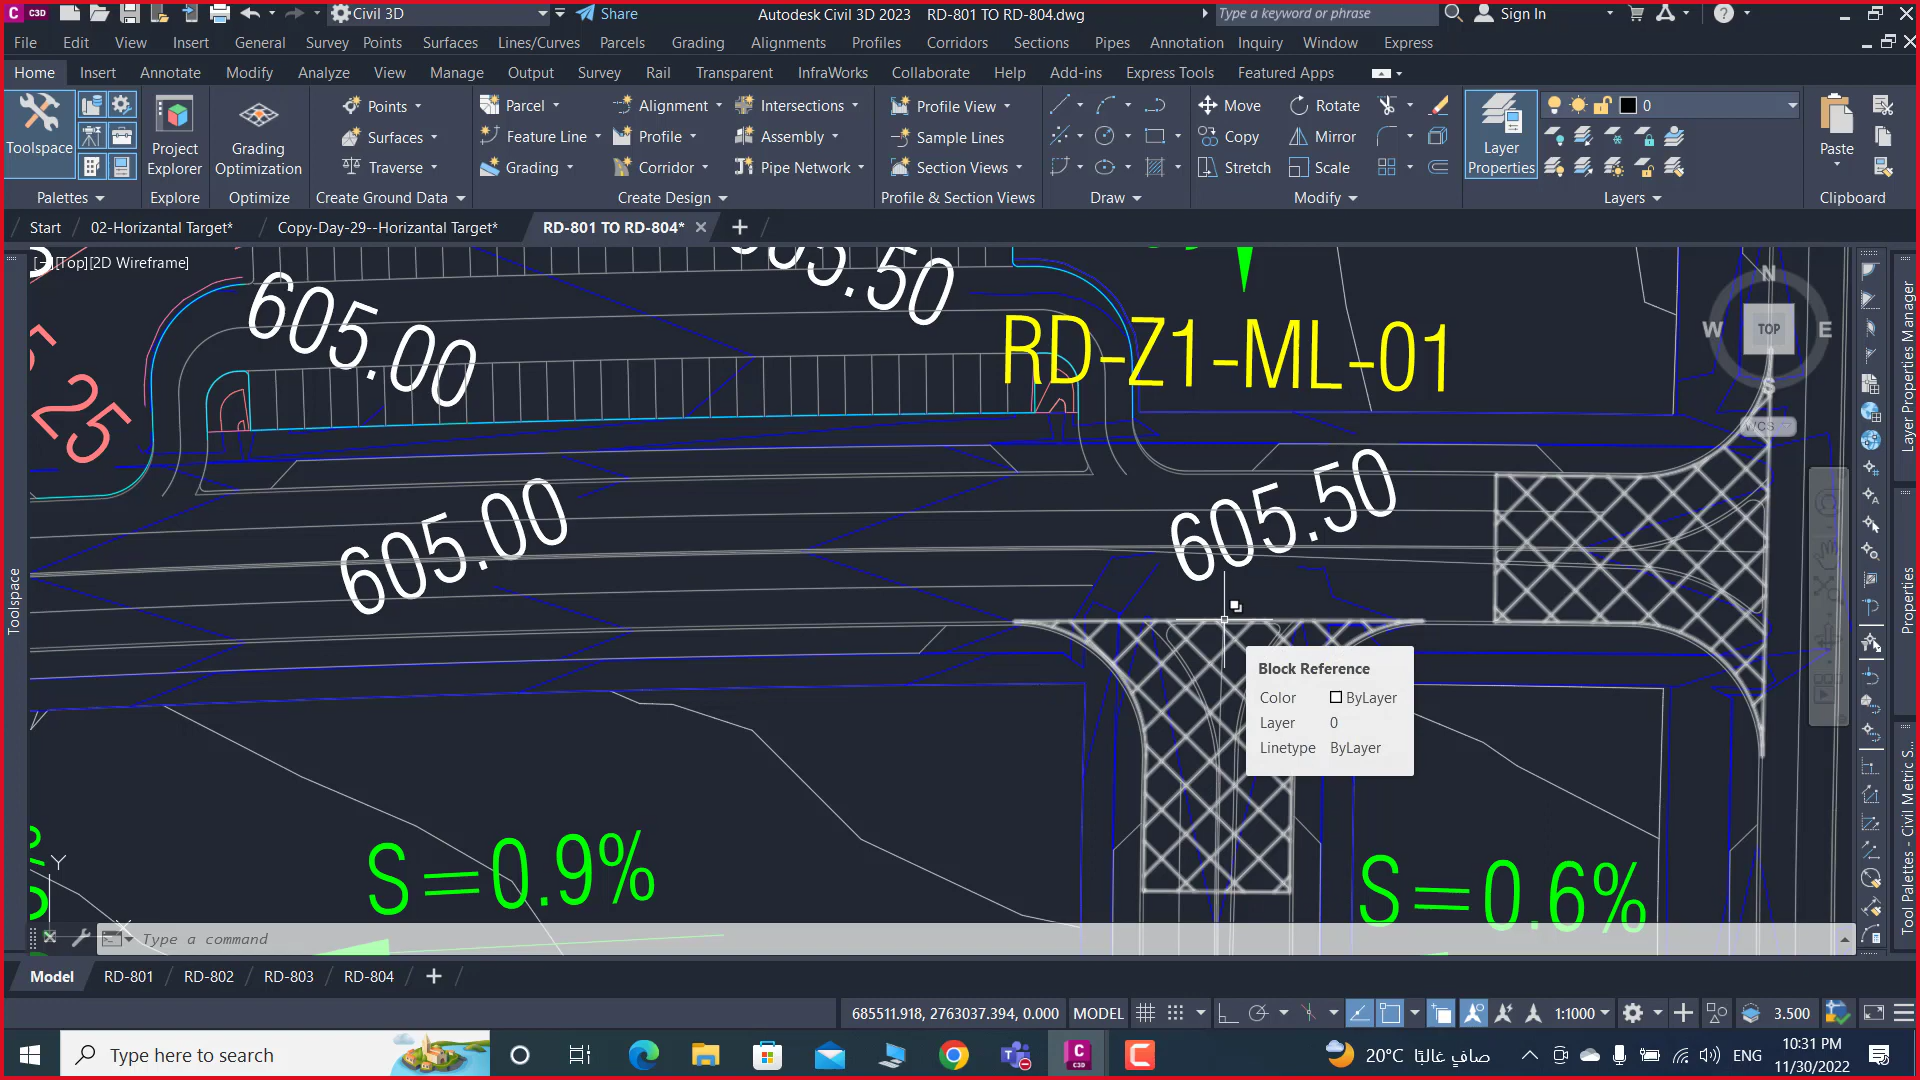 Civil 3D
Share
Autodesk Civil 3D 2023 RD-801 TO RD-804.dwg
Type a keyword or phrase
Sign In
File Edit View Insert General Survey Points Surfaces Lines/Curves Parcels Grading Alignments Profiles Corridors Sections Pipes Annotation Inquiry Window Express
Home Insert Annotate Modify Analyze View Manage Output Survey Rail Transparent InfraWorks Collaborate Help Add-ins Express Tools Featured Apps
Points Parcel Alignment Intersections Profile View Move Rotate 0
Surfaces Feature Line Profile Assembly Sample Lines Copy Mirror
Traverse Grading Corridor Pipe Network Section Views Stretch Scale
Toolspace
Project Explorer
Grading Optimization
Layer Properties
Paste
Palettes Explore Optimize Create Ground Data Create Design Profile & Section Views Draw Modify Layers Clipboard
Start 02-Horizantal Target* Copy-Day-29--Horizantal Target* RD-801 TO RD-804*
[-][Top][2D Wireframe]
605.00
605.50
RD-Z1-ML-01
25
N
W TOP E
S
WCS
605.00
605.50
Block Reference
Color ByLayer
Layer 0
Linetype ByLayer
S=0.9%
S=0.6%
Y
X
Toolspace
Layer Properties Manager
Properties
Tool Palettes - Civil Metric S...
Type a command
Model RD-801 RD-802 RD-803 RD-804
685511.918, 2763037.394, 0.000 MODEL 1:1000 3.500
Type here to search
20°C صافٍ غالبًا
ENG
10:31 PM
11/30/2022